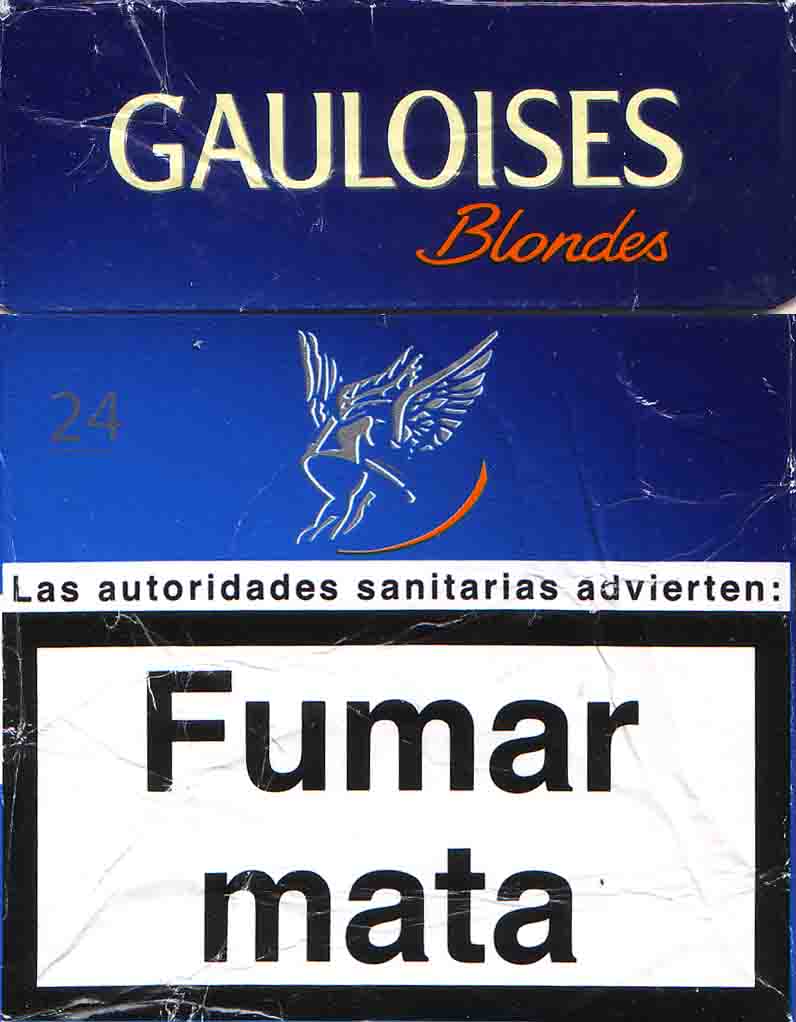 GAULOISES
Blondes
24
Las autoridades sanitarias advierten:
Fumar
mata